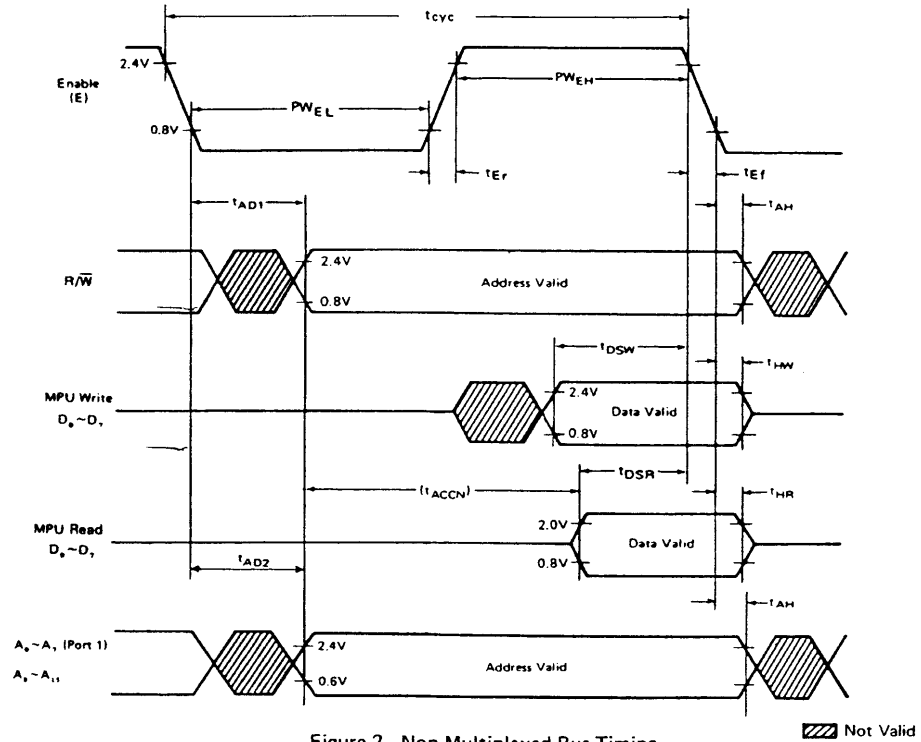 tcyc
2.4V
Enable
(E)
PWEL
PWEH
0.8V
tEr
tEf
tAD1
tAH
R/W̅
2.4V
Address Valid
0.8V
tDSW
tHW
MPU Write
D₀~D₇
2.4V
Data Valid
0.8V
tDSR
(tACCN)
tHR
MPU Read
D₀~D₇
2.0V
Data Valid
0.8V
tAD2
tAH
A₀~A₇ (Port 1)
A₈~A₁₅
2.4V
Address Valid
0.6V
Not Valid
Figure 2 Non-Multiplexed Bus Timing